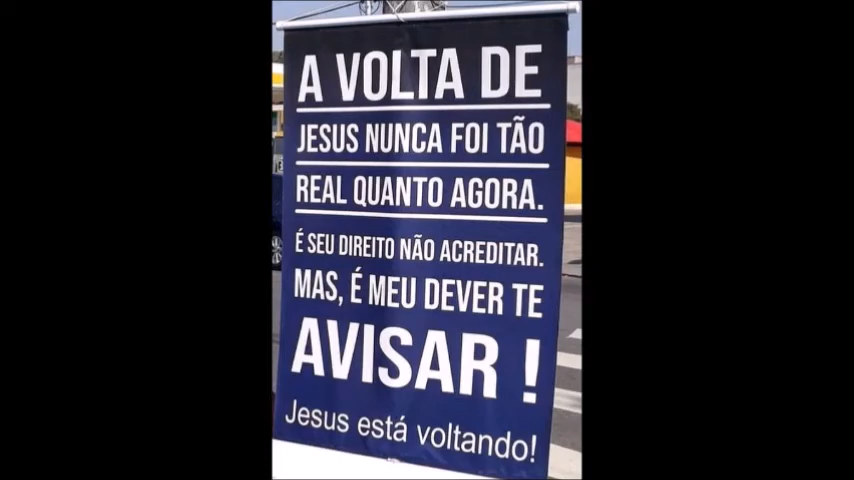 A VOLTA DE
JESUS NUNCA FOI TÃO
REAL QUANTO AGORA.
É SEU DIREITO NÃO ACREDITAR.
MAS, É MEU DEVER TE
AVISAR !
Jesus está voltando!